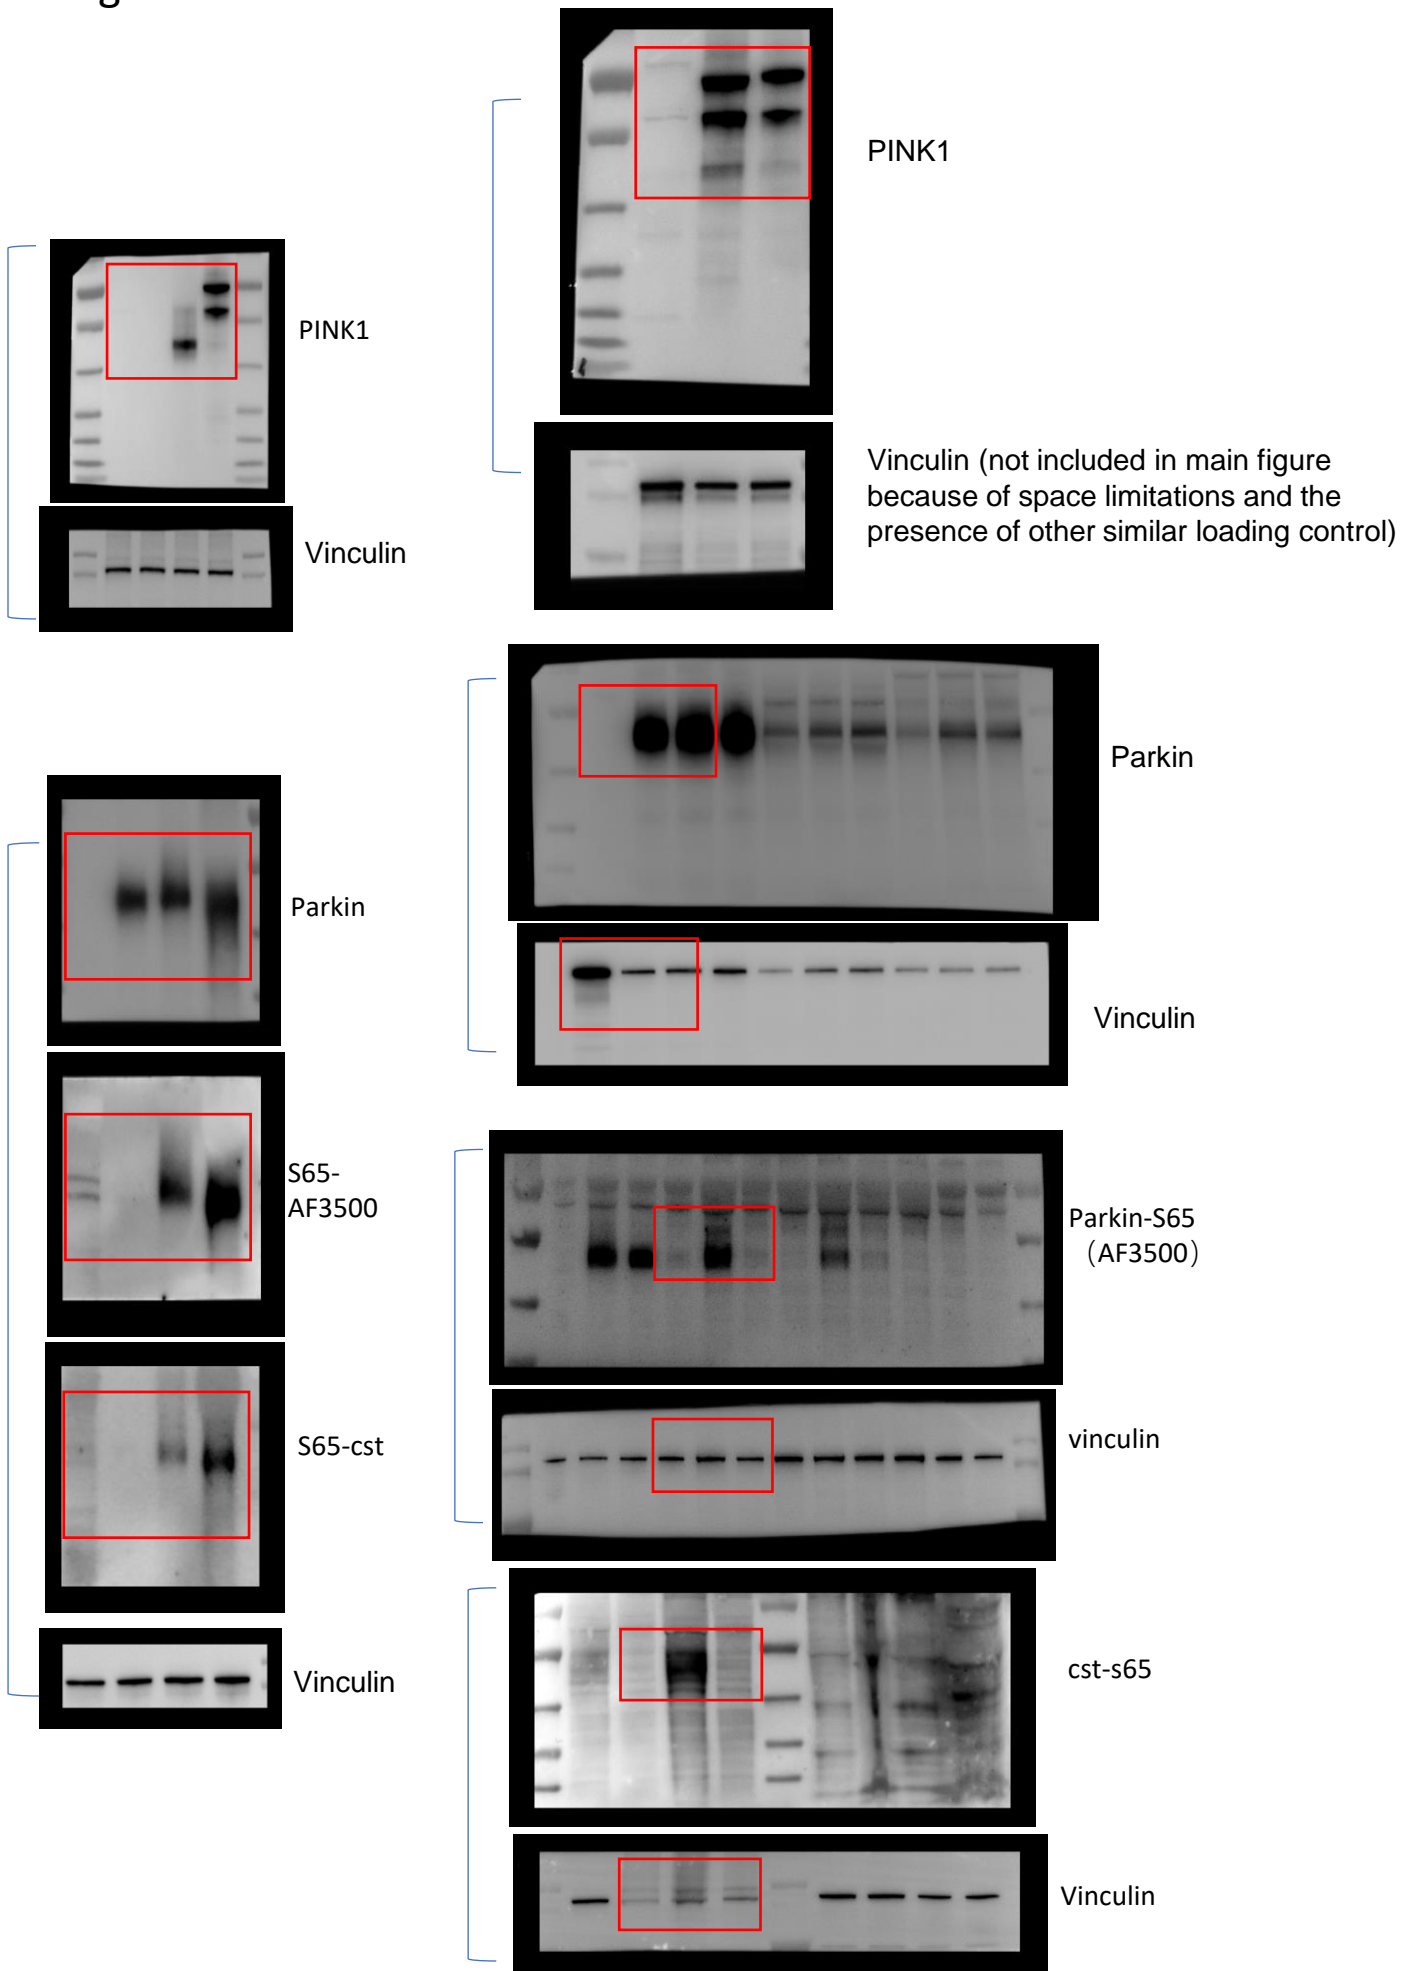 PINK1
PINK1
Vinculin
Vinculin (not included in main figure
because of space limitations and the
presence of other similar loading control)
Parkin
Parkin
Vinculin
S65-
AF3500
Parkin-S65
（AF3500）
S65-cst
vinculin
Vinculin
cst-s65
Vinculin